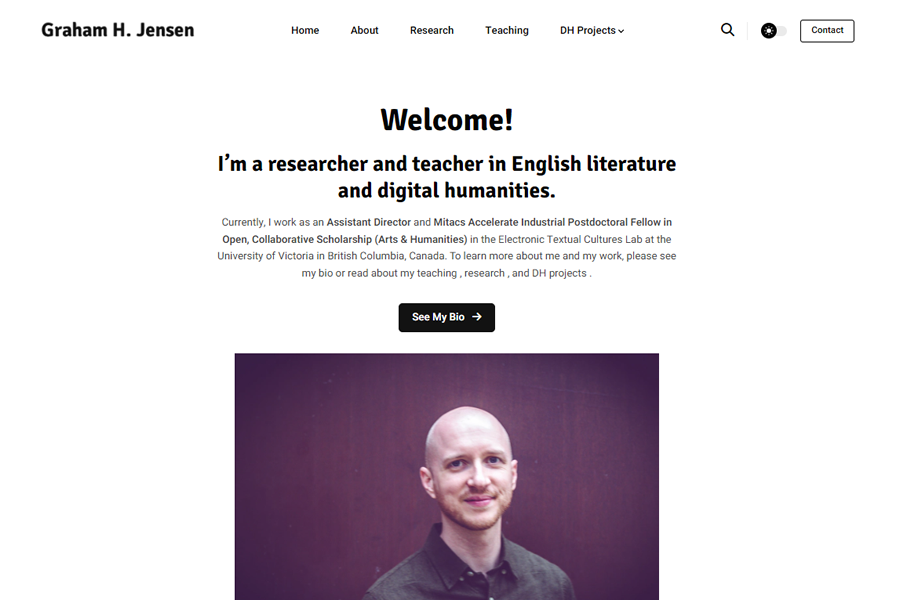 Graham H. Jensen
Home
About
Research
Teaching
DH Projects
Contact
Welcome!
I'm a researcher and teacher in English literature
and digital humanities.
Currently, I work as an Assistant Director and Mitacs Accelerate Industrial Postdoctoral Fellow in
Open, Collaborative Scholarship (Arts & Humanities) in the Electronic Textual Cultures Lab at the
University of Victoria in British Columbia, Canada. To learn more about me and my work, please see
my bio or read about my teaching , research , and DH projects .
See My Bio